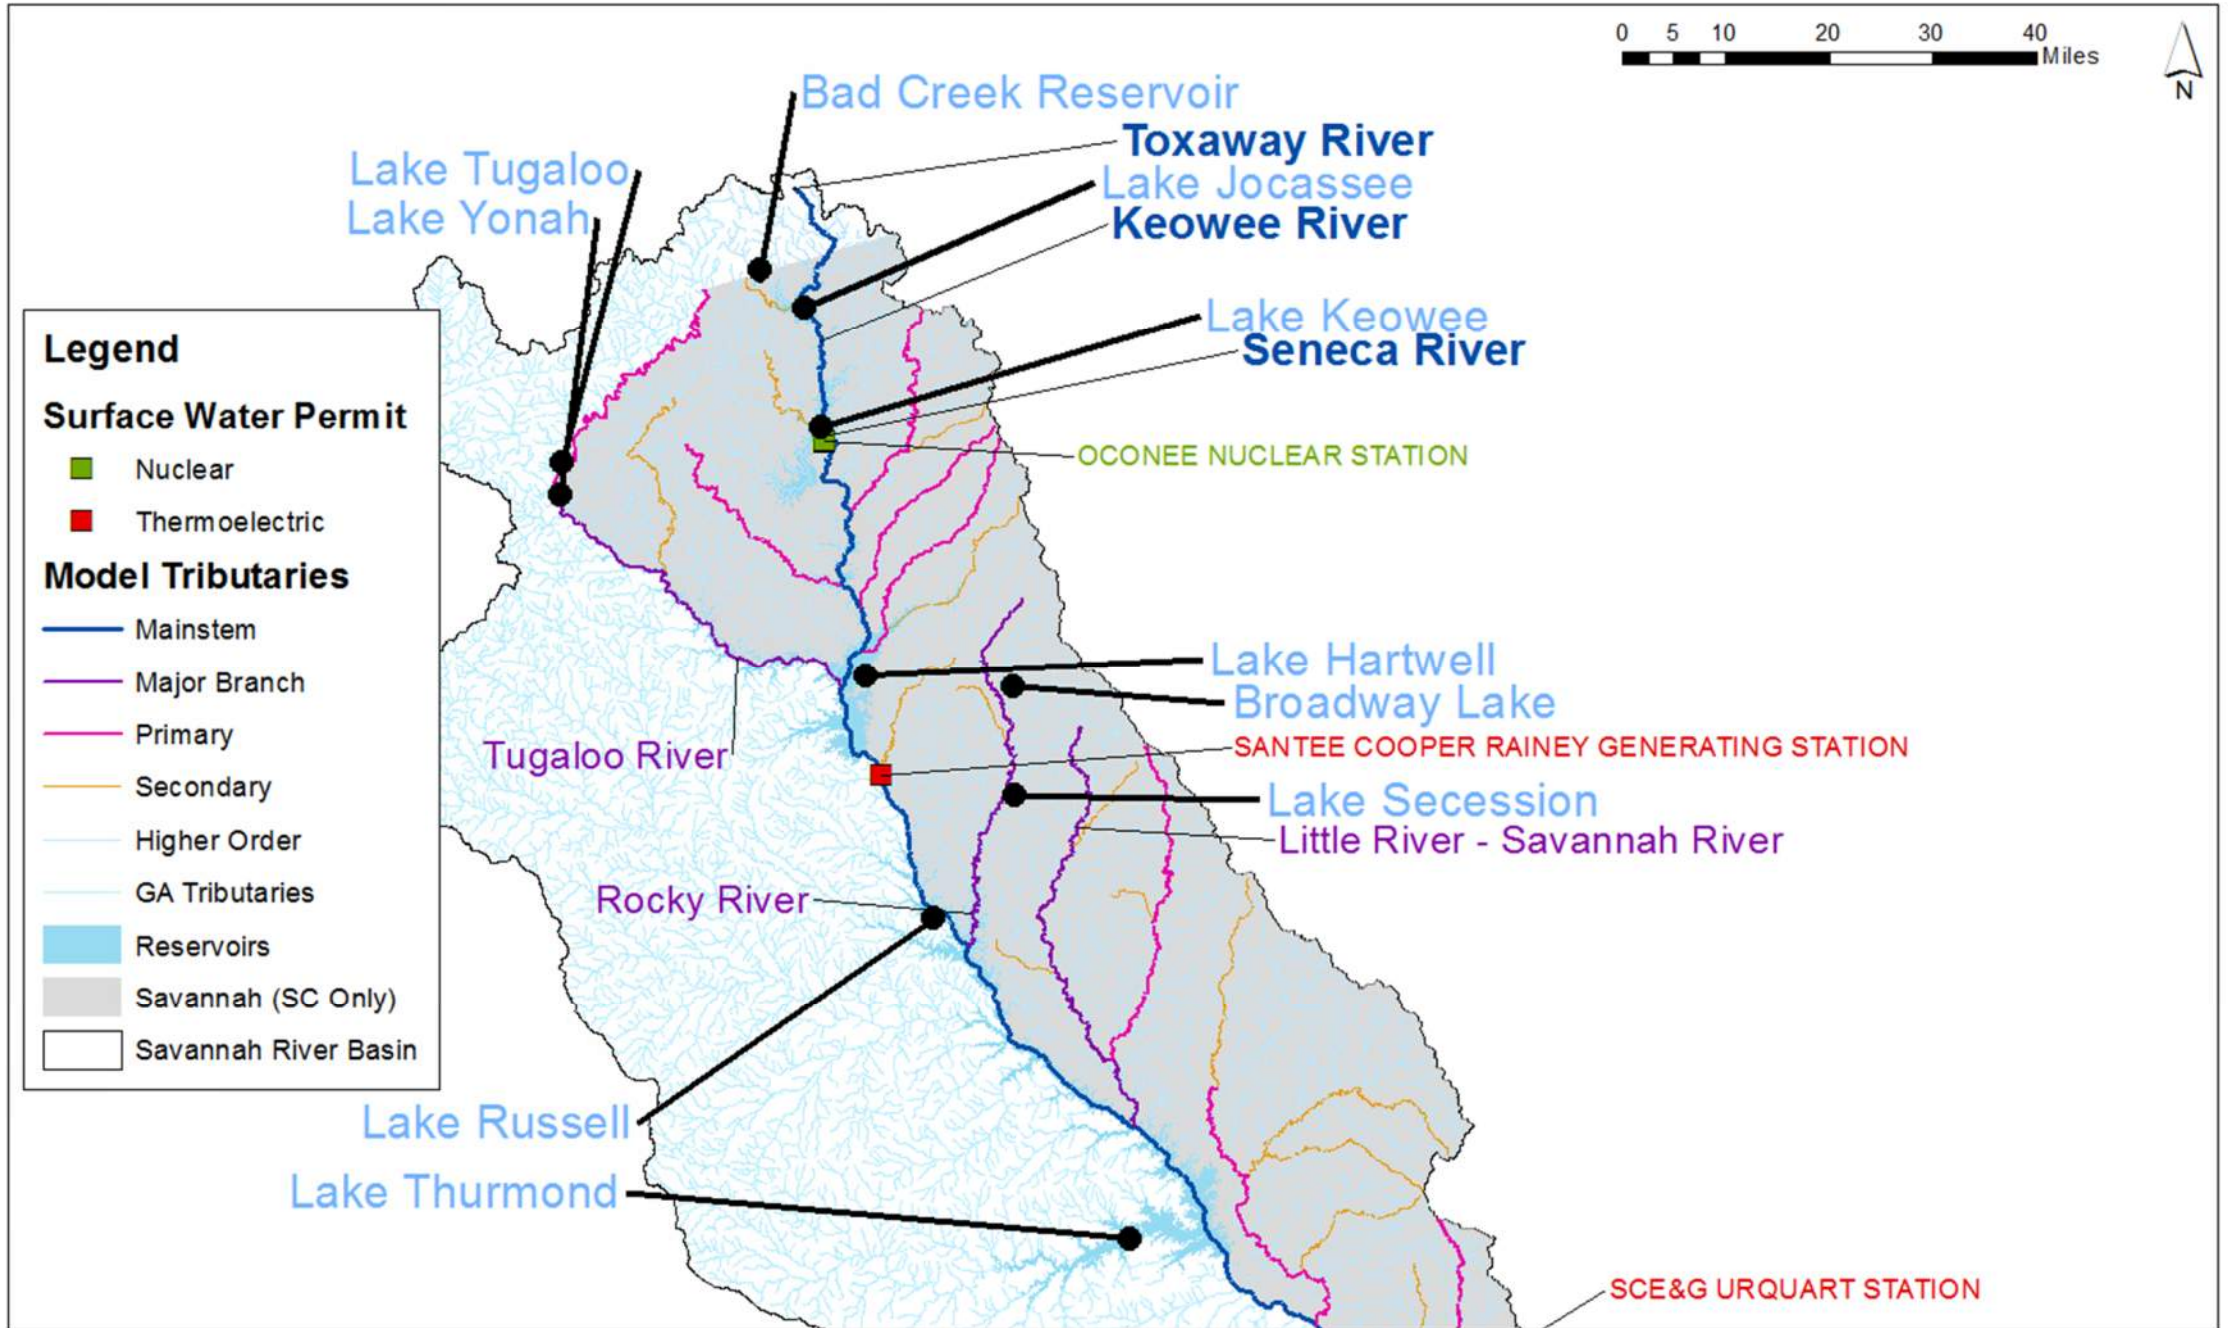 0 5 10 20 30 40
Miles
N
Bad Creek Reservoir
Toxaway River
Lake Tugaloo
Lake Jocassee
Lake Yonah
Keowee River
Lake Keowee
Seneca River
OCONEE NUCLEAR STATION
Legend
Surface Water Permit
Nuclear
Thermoelectric
Model Tributaries
Mainstem
Major Branch
Primary
Secondary
Higher Order
GA Tributaries
Reservoirs
Savannah (SC Only)
Savannah River Basin
Lake Hartwell
Broadway Lake
Tugaloo River
SANTEE COOPER RAINEY GENERATING STATION
Lake Secession
Little River - Savannah River
Rocky River
Lake Russell
Lake Thurmond
SCE&G URQUART STATION